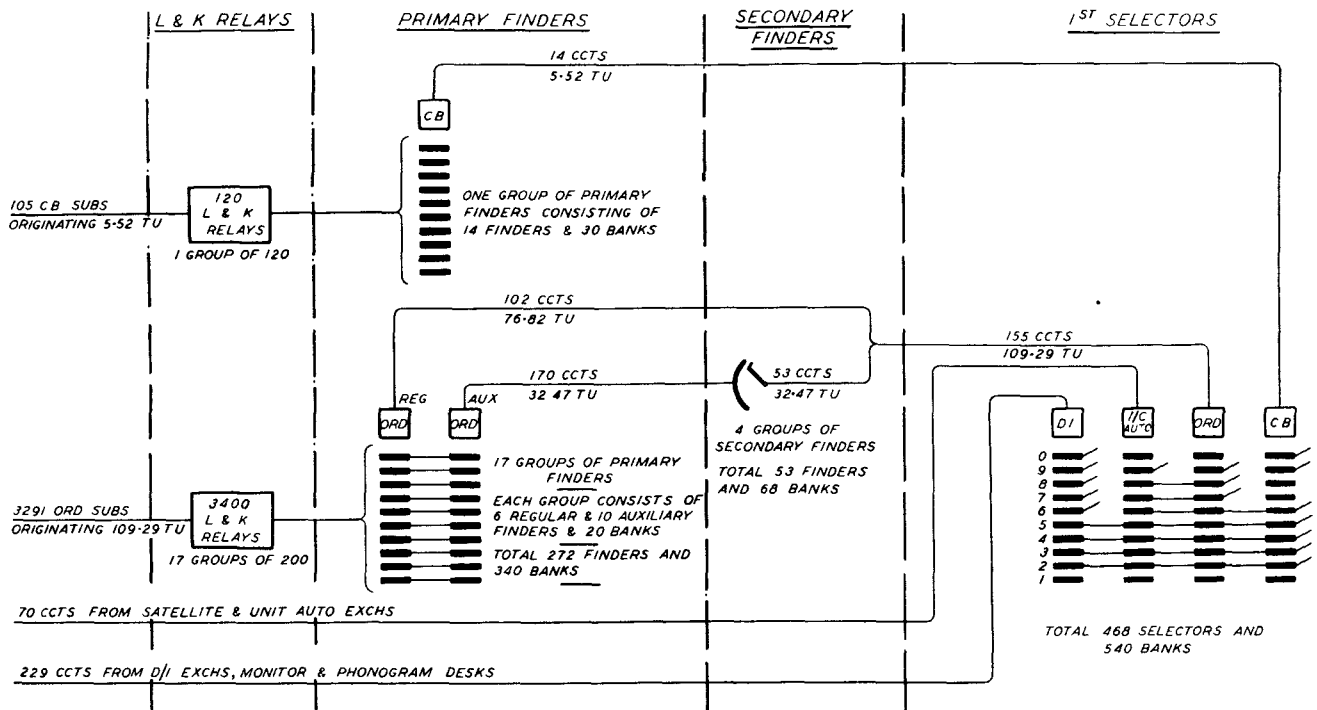 L & K RELAYS
PRIMARY FINDERS
SECONDARY
FINDERS
1ST SELECTORS
14 CCTS
5·52 TU
CB
105 CB SUBS
ORIGINATING 5·52 TU
120
L & K
RELAYS
1 GROUP OF 120
ONE GROUP OF PRIMARY
FINDERS CONSISTING OF
14 FINDERS & 30 BANKS
102 CCTS
76·82 TU
155 CCTS
109·29 TU
170 CCTS
32 47 TU
53 CCTS
32·47 TU
REG
AUX
ORD
ORD
4 GROUPS OF
SECONDARY FINDERS
TOTAL 53 FINDERS
AND 68 BANKS
DI
I/C
AUTO
ORD
CB
17 GROUPS OF PRIMARY
FINDERS
EACH GROUP CONSISTS OF
6 REGULAR & 10 AUXILIARY
FINDERS & 20 BANKS
TOTAL 272 FINDERS AND
340 BANKS
3291 ORD SUBS
ORIGINATING 109·29 TU
3400
L & K
RELAYS
17 GROUPS OF 200
0
9
8
7
6
5
4
3
2
1
70 CCTS FROM SATELLITE & UNIT AUTO EXCHS
TOTAL 468 SELECTORS AND
540 BANKS
229 CCTS FROM D/I EXCHS, MONITOR & PHONOGRAM DESKS